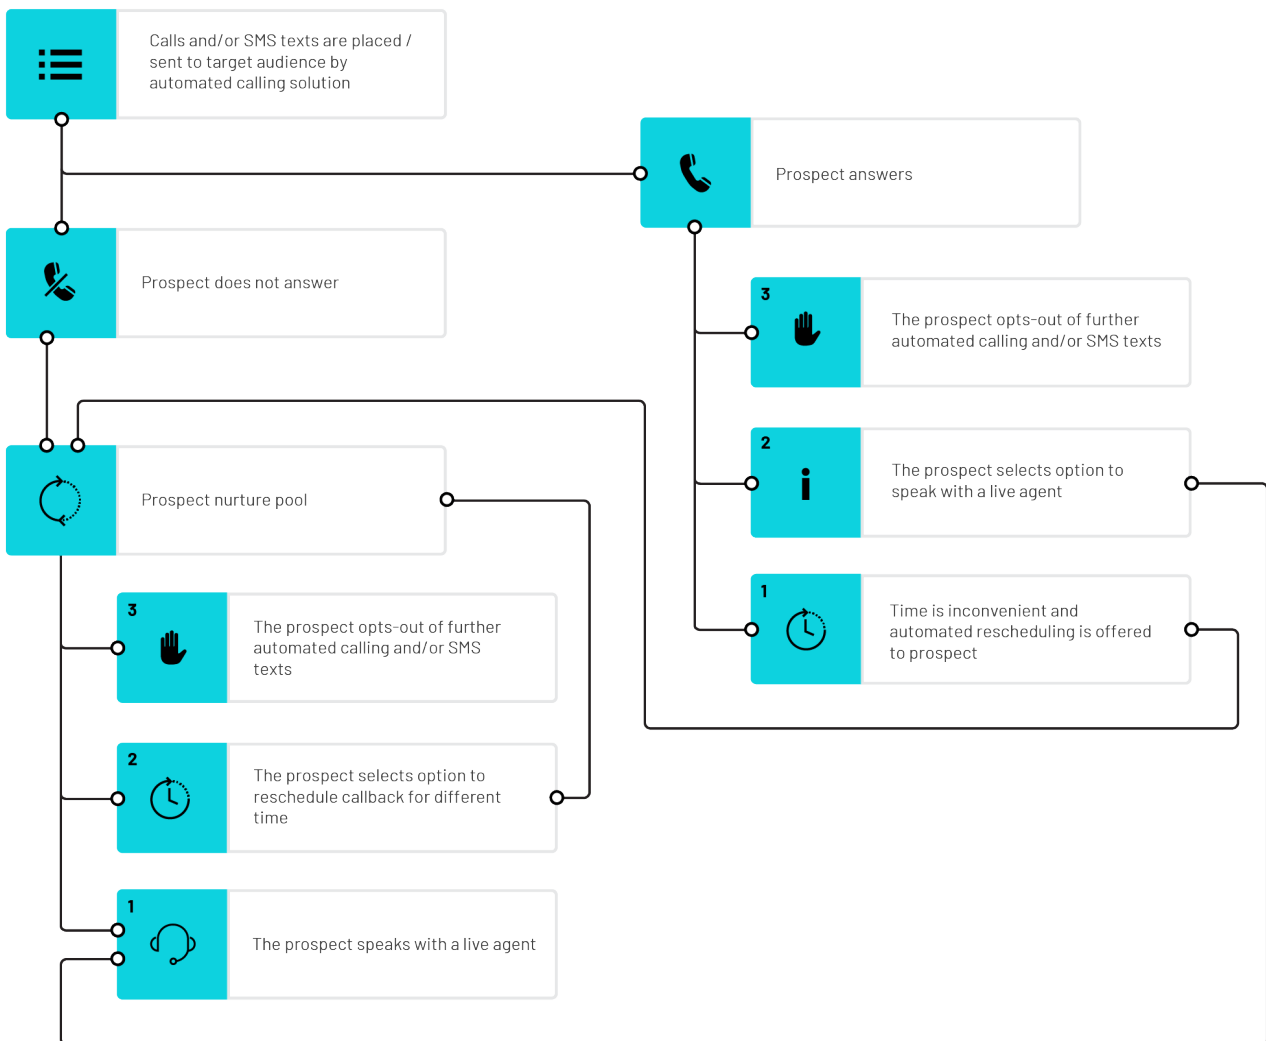 Calls and/or SMS texts are placed /
sent to target audience by
automated calling solution
Prospect answers
Prospect does not answer
3
The prospect opts-out of further
automated calling and/or SMS texts
2
The prospect selects option to
speak with a live agent
1
Time is inconvenient and
automated rescheduling is offered
to prospect
Prospect nurture pool
3
The prospect opts-out of further
automated calling and/or SMS
texts
2
The prospect selects option to
reschedule callback for different
time
1
The prospect speaks with a live agent